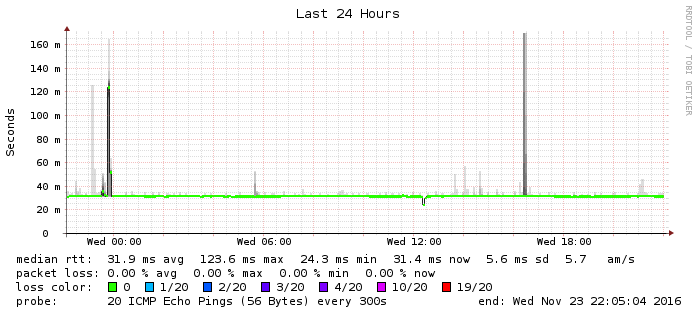 Last 24 Hours
RRDTOOL / TOBI OETIKER
Seconds
160 m
140 m
120 m
100 m
80 m
60 m
40 m
20 m
0
Wed 00:00 Wed 06:00 Wed 12:00 Wed 18:00
median rtt: 31.9 ms avg 123.6 ms max 24.3 ms min 31.4 ms now 5.6 ms sd 5.7 am/s
packet loss: 0.00 % avg 0.00 % max 0.00 % min 0.00 % now
loss color: 0 1/20 2/20 3/20 4/20 10/20 19/20
probe: 20 ICMP Echo Pings (56 Bytes) every 300s end: Wed Nov 23 22:05:04 2016